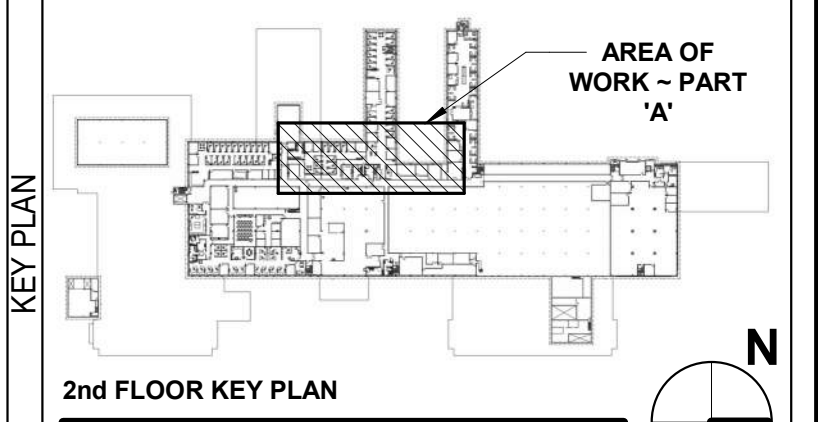 KEY PLAN
AREA OF
WORK ~ PART
'A'
N
2nd FLOOR KEY PLAN